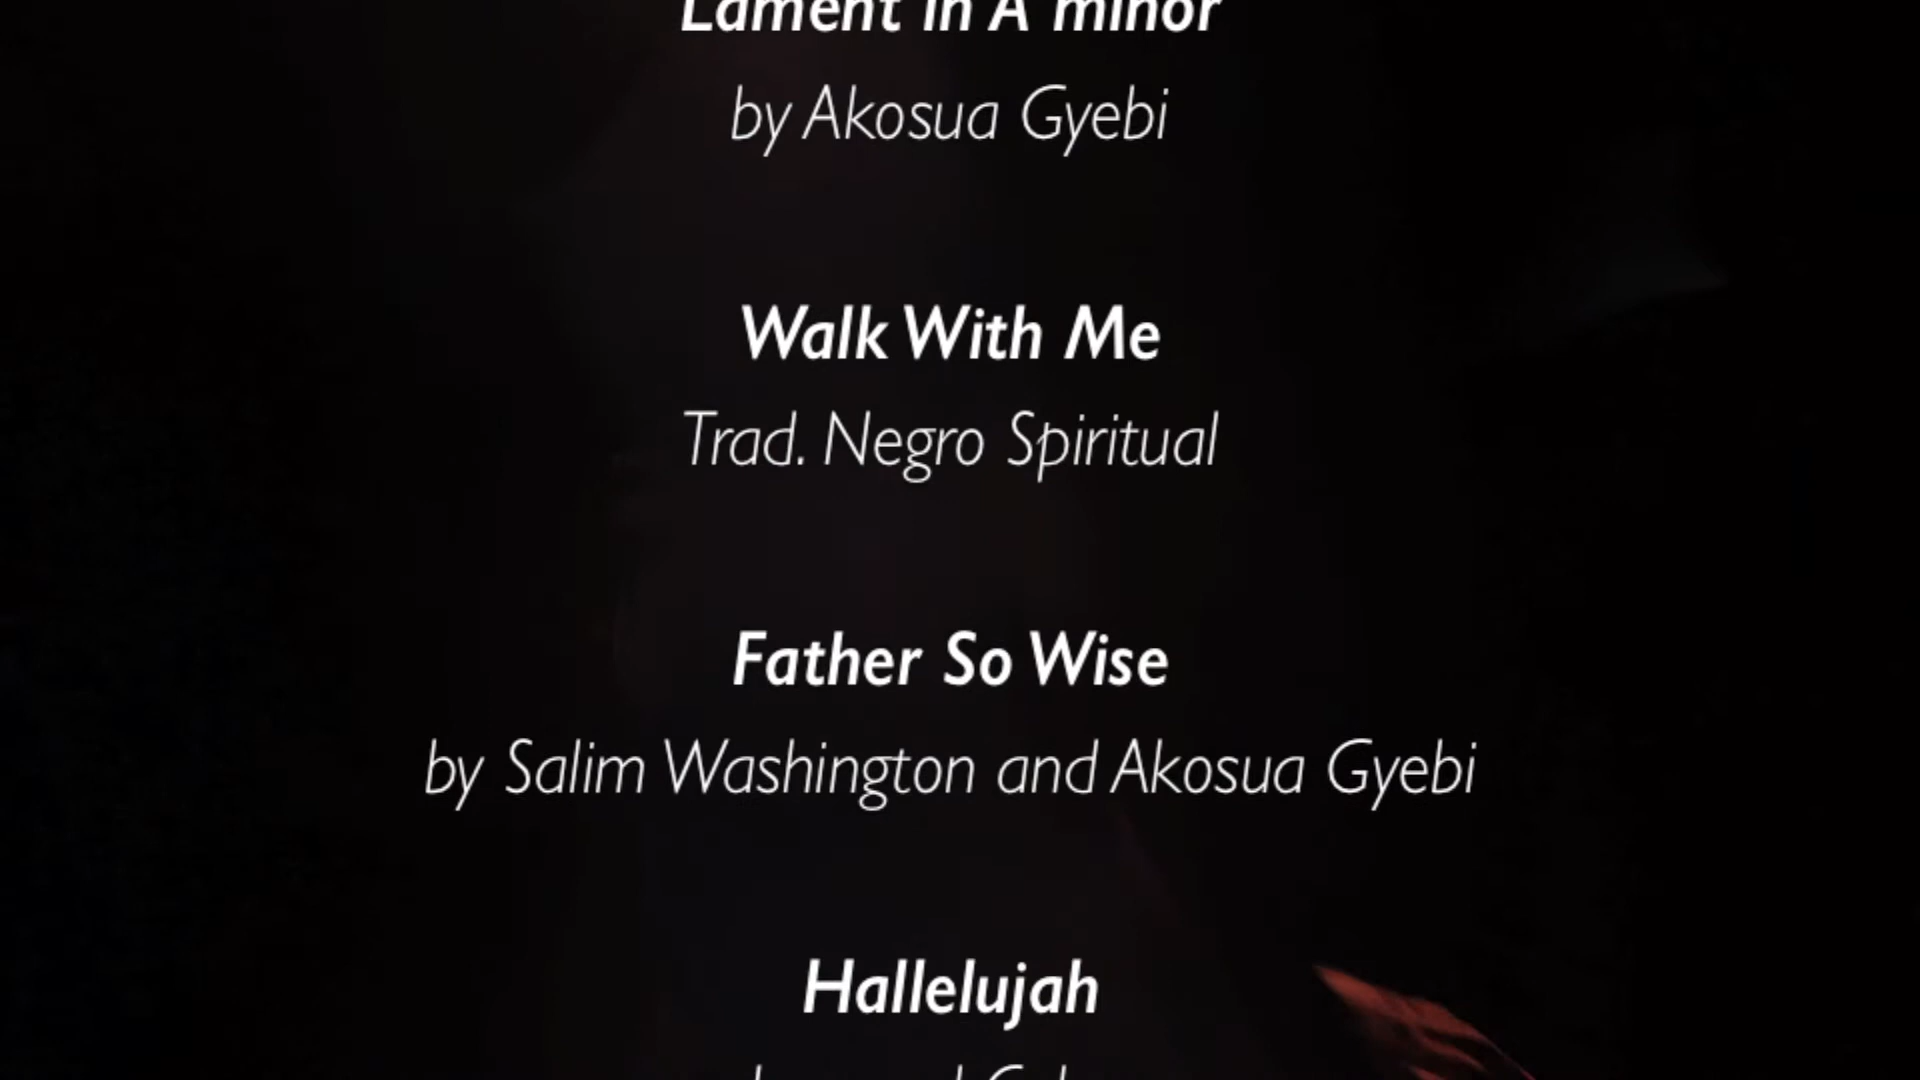 Lament in A minor
by Akosua Gyebi
Walk With Me
Trad. Negro Spiritual
Father So Wise
by Salim Washington and Akosua Gyebi
Hallelujah